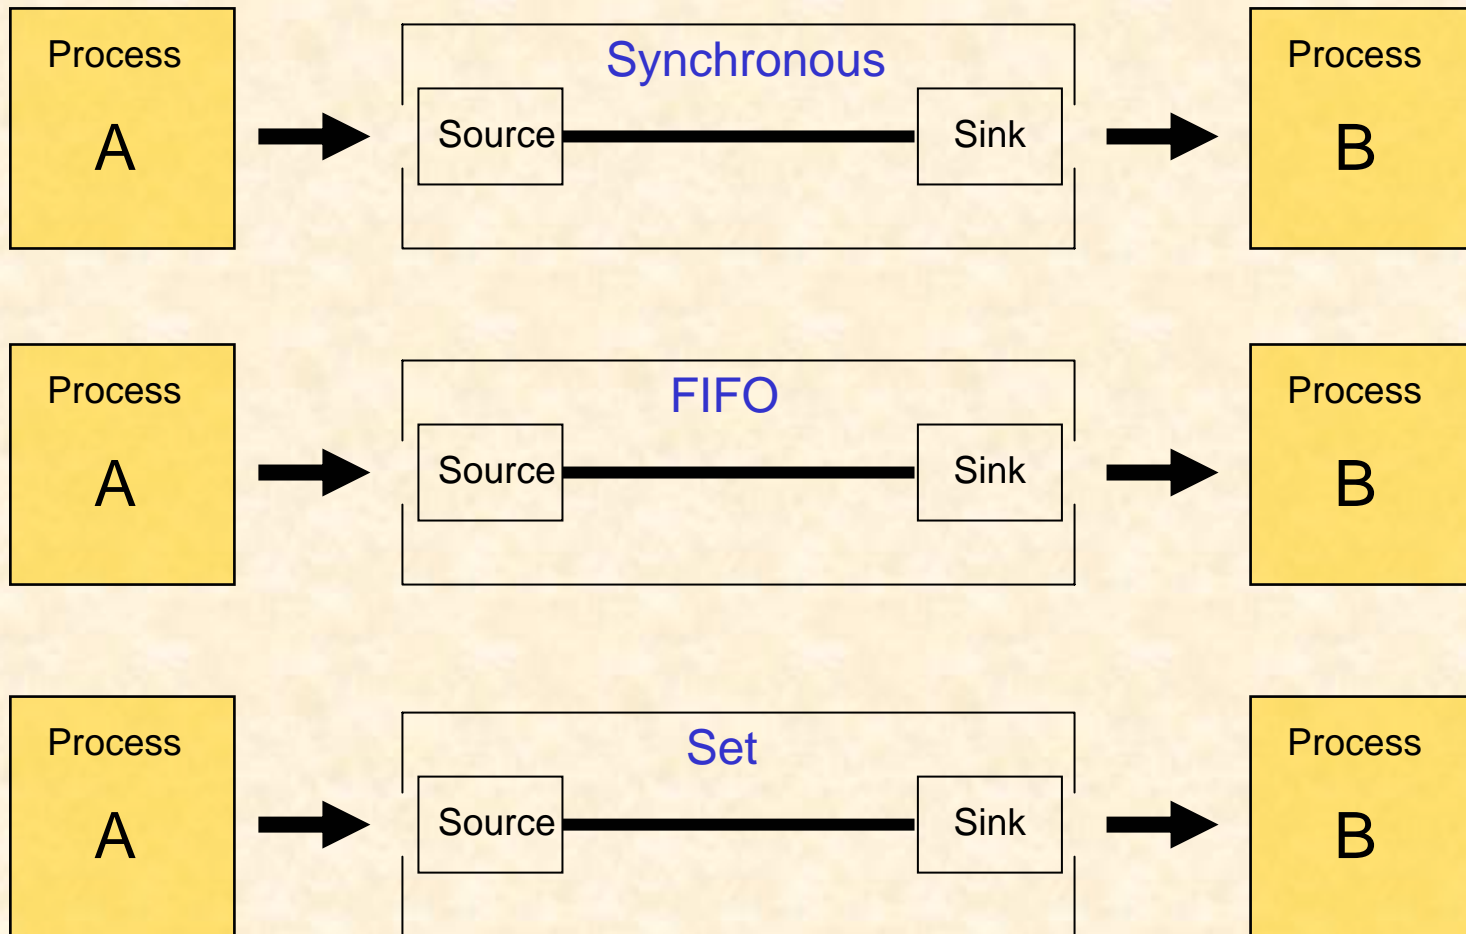 Process
A
Synchronous
Source
Sink
Process
B
Process
A
FIFO
Source
Sink
Process
B
Process
A
Set
Source
Sink
Process
B